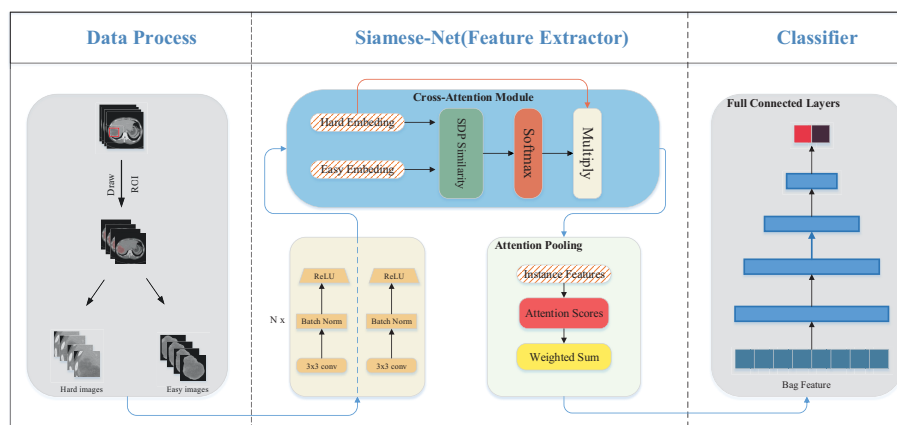 Data Process
Siamese-Net(Feature Extractor)
Classifier
Draw
RCI
Hard images
Easy images
Cross-Attention Module
Hard Embeding
Easy Embeding
SDP Similarity
Softmax
Multiply
N x
ReLU
ReLU
Batch Norm
Batch Norm
3x3 conv
3x3 conv
Attention Pooling
Instance Features
Attention Scores
Weighted Sum
Full Connected Layers
Bag Feature